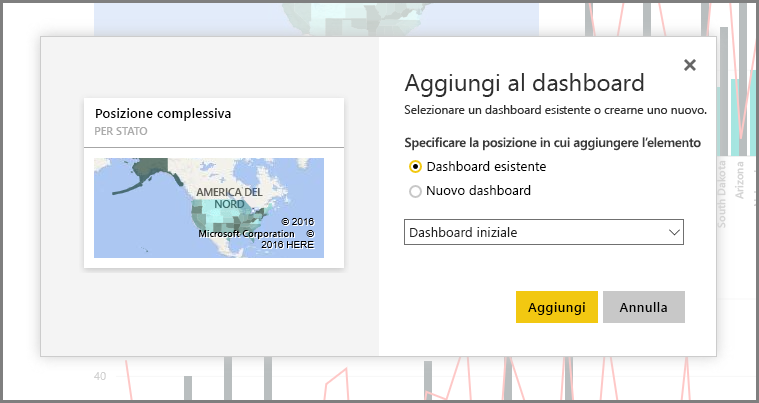 Aggiungi al dashboard
Selezionare un dashboard esistente o crearne uno nuovo.
Specificare la posizione in cui aggiungere l'elemento
Dashboard esistente
Nuovo dashboard
Dashboard iniziale
Aggiungi
Annulla
Posizione complessiva
PER STATO
AMERICA DEL
NORD
© 2016
Microsoft Corporation ©
2016 HERE
South Dakota
Arizona
40